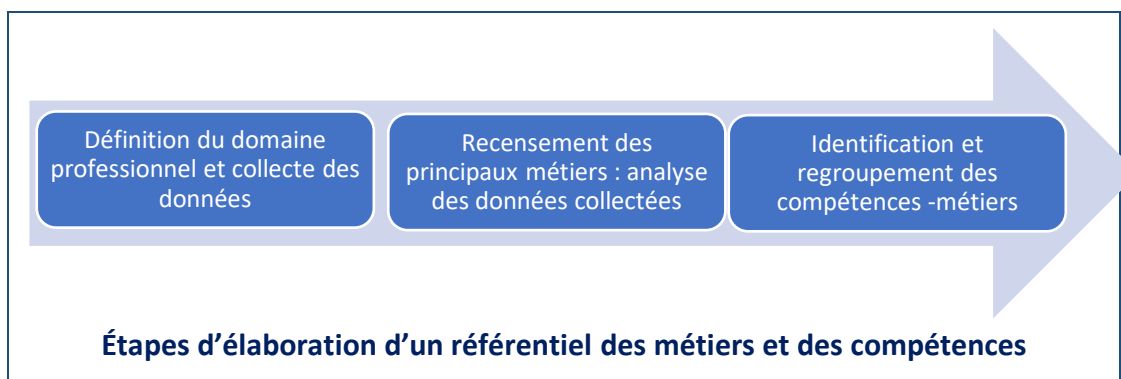 Définition du domaine
professionnel et collecte des
données
Recensement des
principaux métiers : analyse
des données collectées
Identification et
regroupement des
compétences -métiers
Étapes d’élaboration d’un référentiel des métiers et des compétences